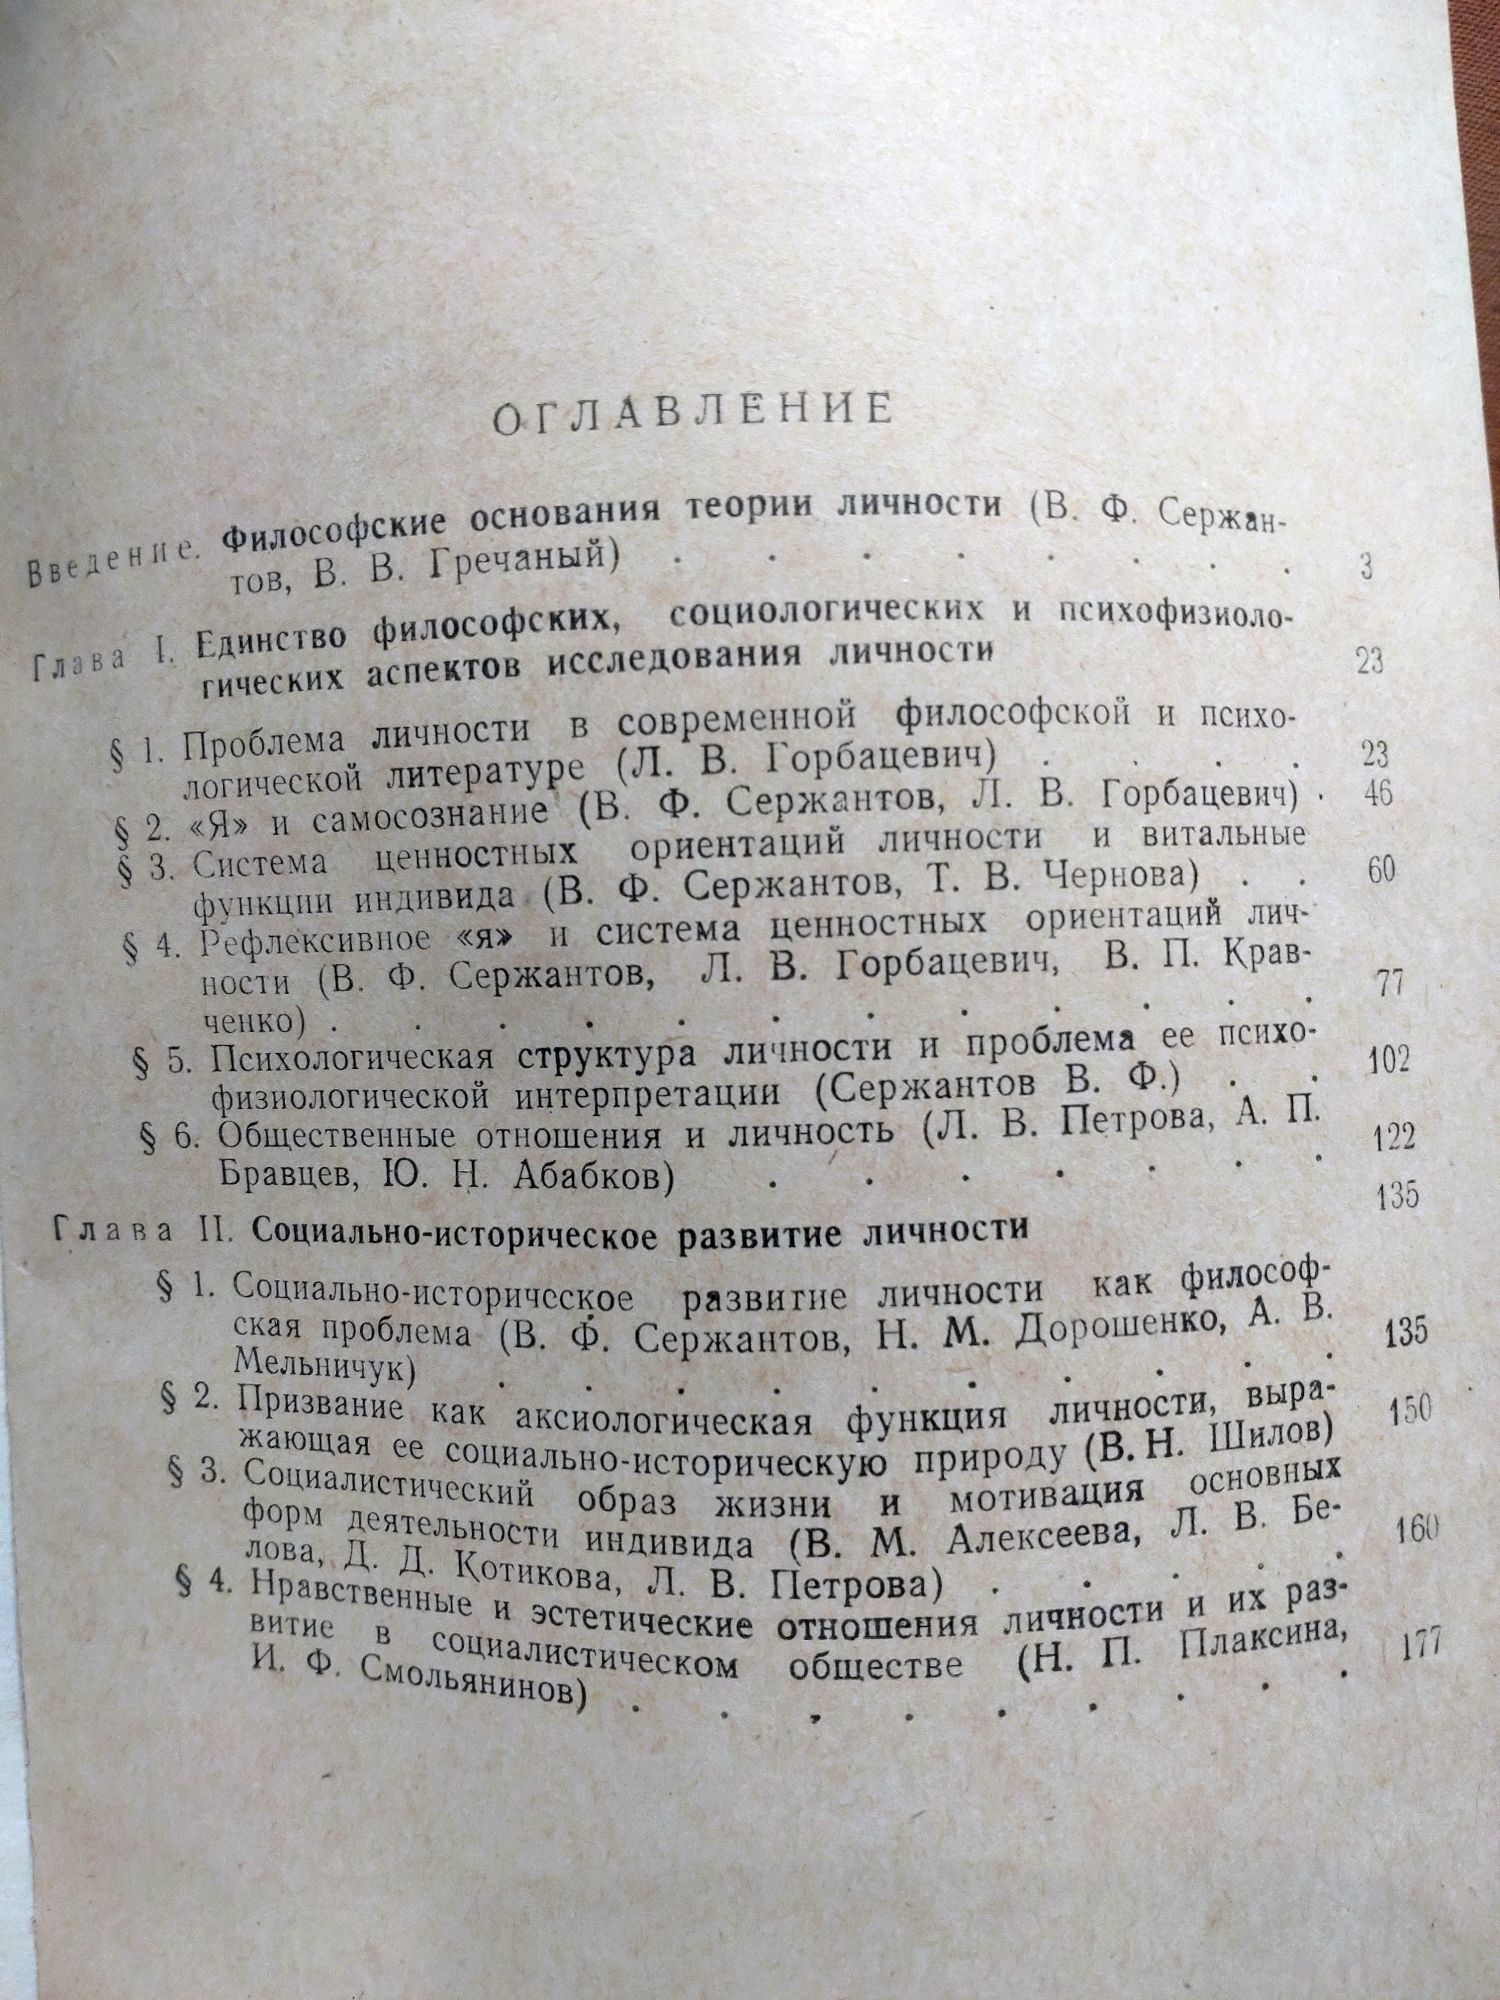 ОГЛАВЛЕНИЕ
Введение. Философские основания теории личности (В. Ф. Сержан-
тов, В. В. Гречаный) . . . . . . . . 3
Глава I. Единство философских, социологических и психофизиоло-
гических аспектов исследования личности 23
§ 1. Проблема личности в современной философской и психо-
логической литературе (Л. В. Горбацевич) . . . . 23
§ 2. «Я» и самосознание (В. Ф. Сержантов, Л. В. Горбацевич) . 46
§ 3. Система ценностных ориентаций личности и витальные
функции индивида (В. Ф. Сержантов, Т. В. Чернова) . . 60
§ 4. Рефлексивное «я» и система ценностных ориентаций лич-
ности (В. Ф. Сержантов, Л. В. Горбацевич, В. П. Крав-
ченко) . . . . . . . . . . . . 77
§ 5. Психологическая структура личности и проблема ее психо-
физиологической интерпретации (Сержантов В. Ф.) . . 102
§ 6. Общественные отношения и личность (Л. В. Петрова, А. П.
Бравцев, Ю. Н. Абабков) . . . . . . . 122
Глава II. Социально-историческое развитие личности 135
§ 1. Социально-историческое развитие личности как философ-
ская проблема (В. Ф. Сержантов, Н. М. Дорошенко, А. В.
Мельничук) . . . . . . . . . . 135
§ 2. Призвание как аксиологическая функция личности, выра-
жающая ее социально-историческую природу (В. Н. Шилов) 150
§ 3. Социалистический образ жизни и мотивация основных
форм деятельности индивида (В. М. Алексеева, Л. В. Бе-
лова, Д. Д. Котикова, Л. В. Петрова) . . . . . 160
§ 4. Нравственные и эстетические отношения личности и их раз-
витие в социалистическом обществе (Н. П. Плаксина,
И. Ф. Смольянинов) . . . . . . . . . 177